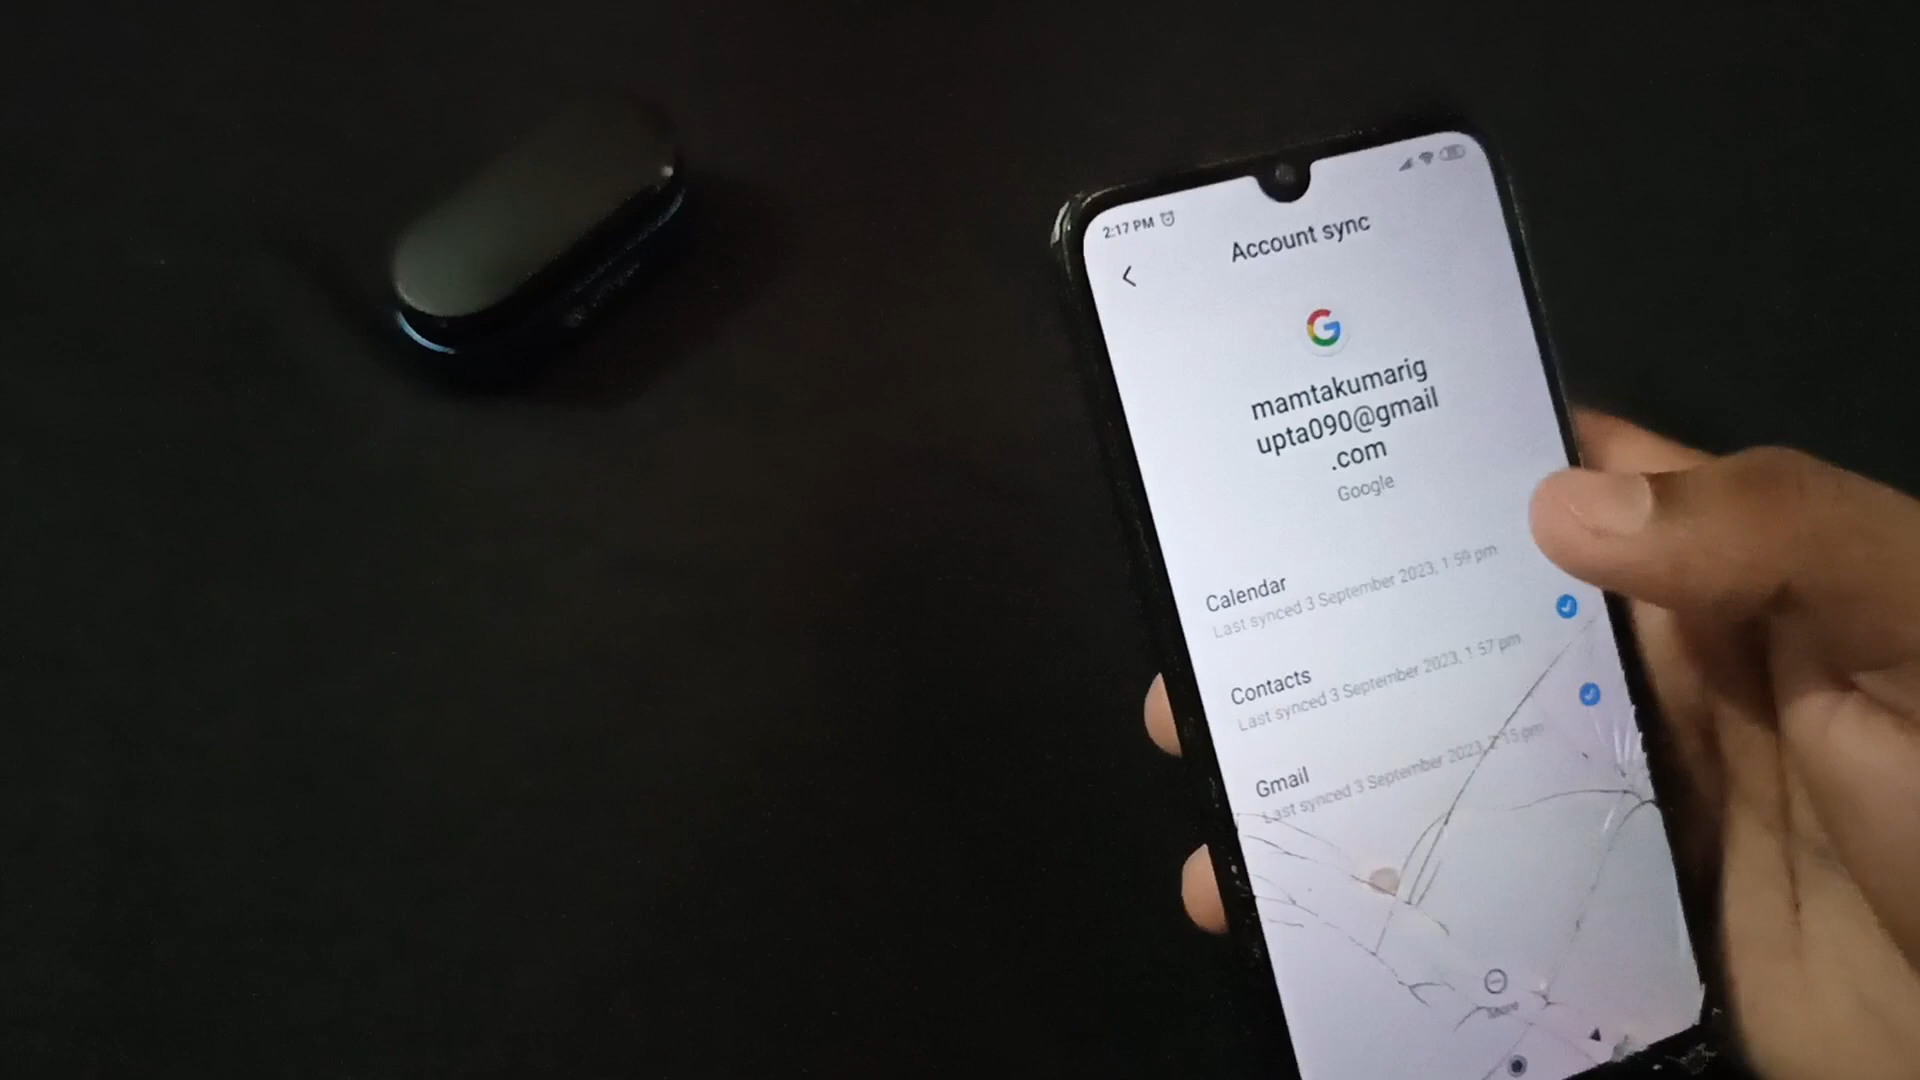 2:17 PM
Account sync
mamtakumarig
upta090@gmail
.com
Google
Calendar
Last synced 3 September 2023, 1:59 pm
Contacts
Last synced 3 September 2023, 1:57 pm
Gmail
Last synced 3 September 2023, 2:15 pm
More